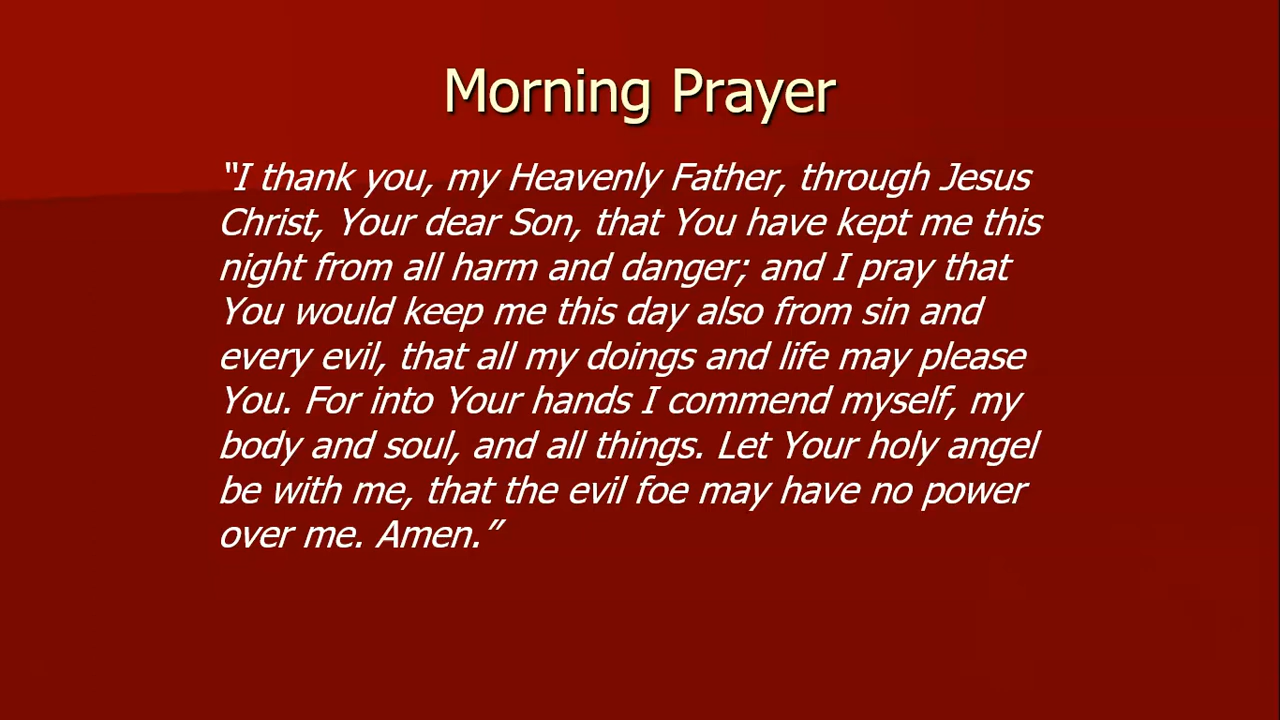 Morning Prayer
“I thank you, my Heavenly Father, through Jesus
Christ, Your dear Son, that You have kept me this
night from all harm and danger; and I pray that
You would keep me this day also from sin and
every evil, that all my doings and life may please
You. For into Your hands I commend myself, my
body and soul, and all things. Let Your holy angel
be with me, that the evil foe may have no power
over me. Amen.”